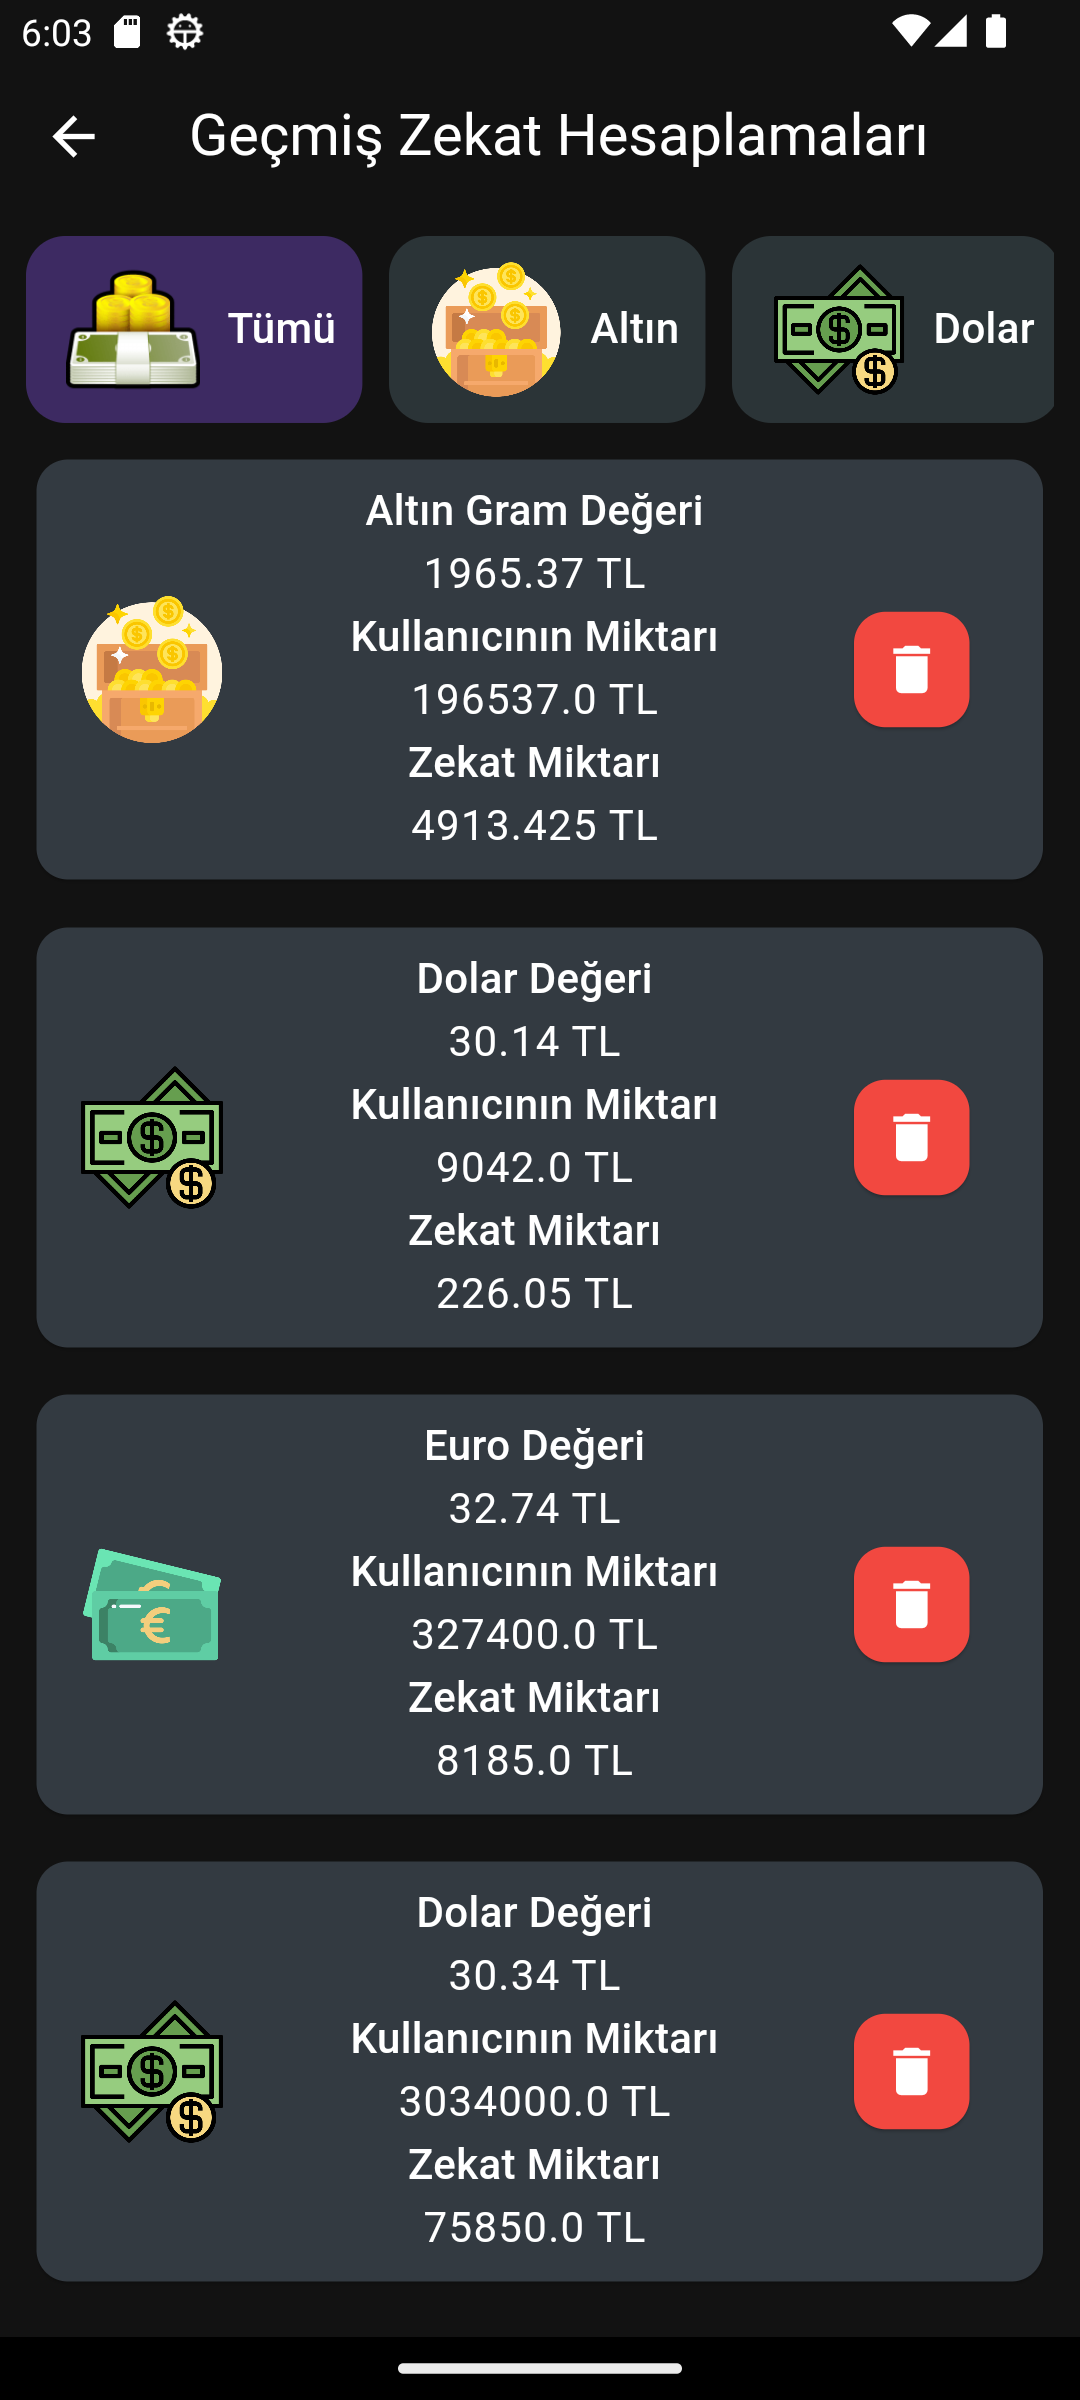 6:03
Geçmiş Zekat Hesaplamaları
Tümü
Altın
Dolar
Altın Gram Değeri
1965.37 TL
Kullanıcının Miktarı
196537.0 TL
Zekat Miktarı
4913.425 TL
Dolar Değeri
30.14 TL
Kullanıcının Miktarı
9042.0 TL
Zekat Miktarı
226.05 TL
Euro Değeri
32.74 TL
Kullanıcının Miktarı
327400.0 TL
Zekat Miktarı
8185.0 TL
Dolar Değeri
30.34 TL
Kullanıcının Miktarı
3034000.0 TL
Zekat Miktarı
75850.0 TL